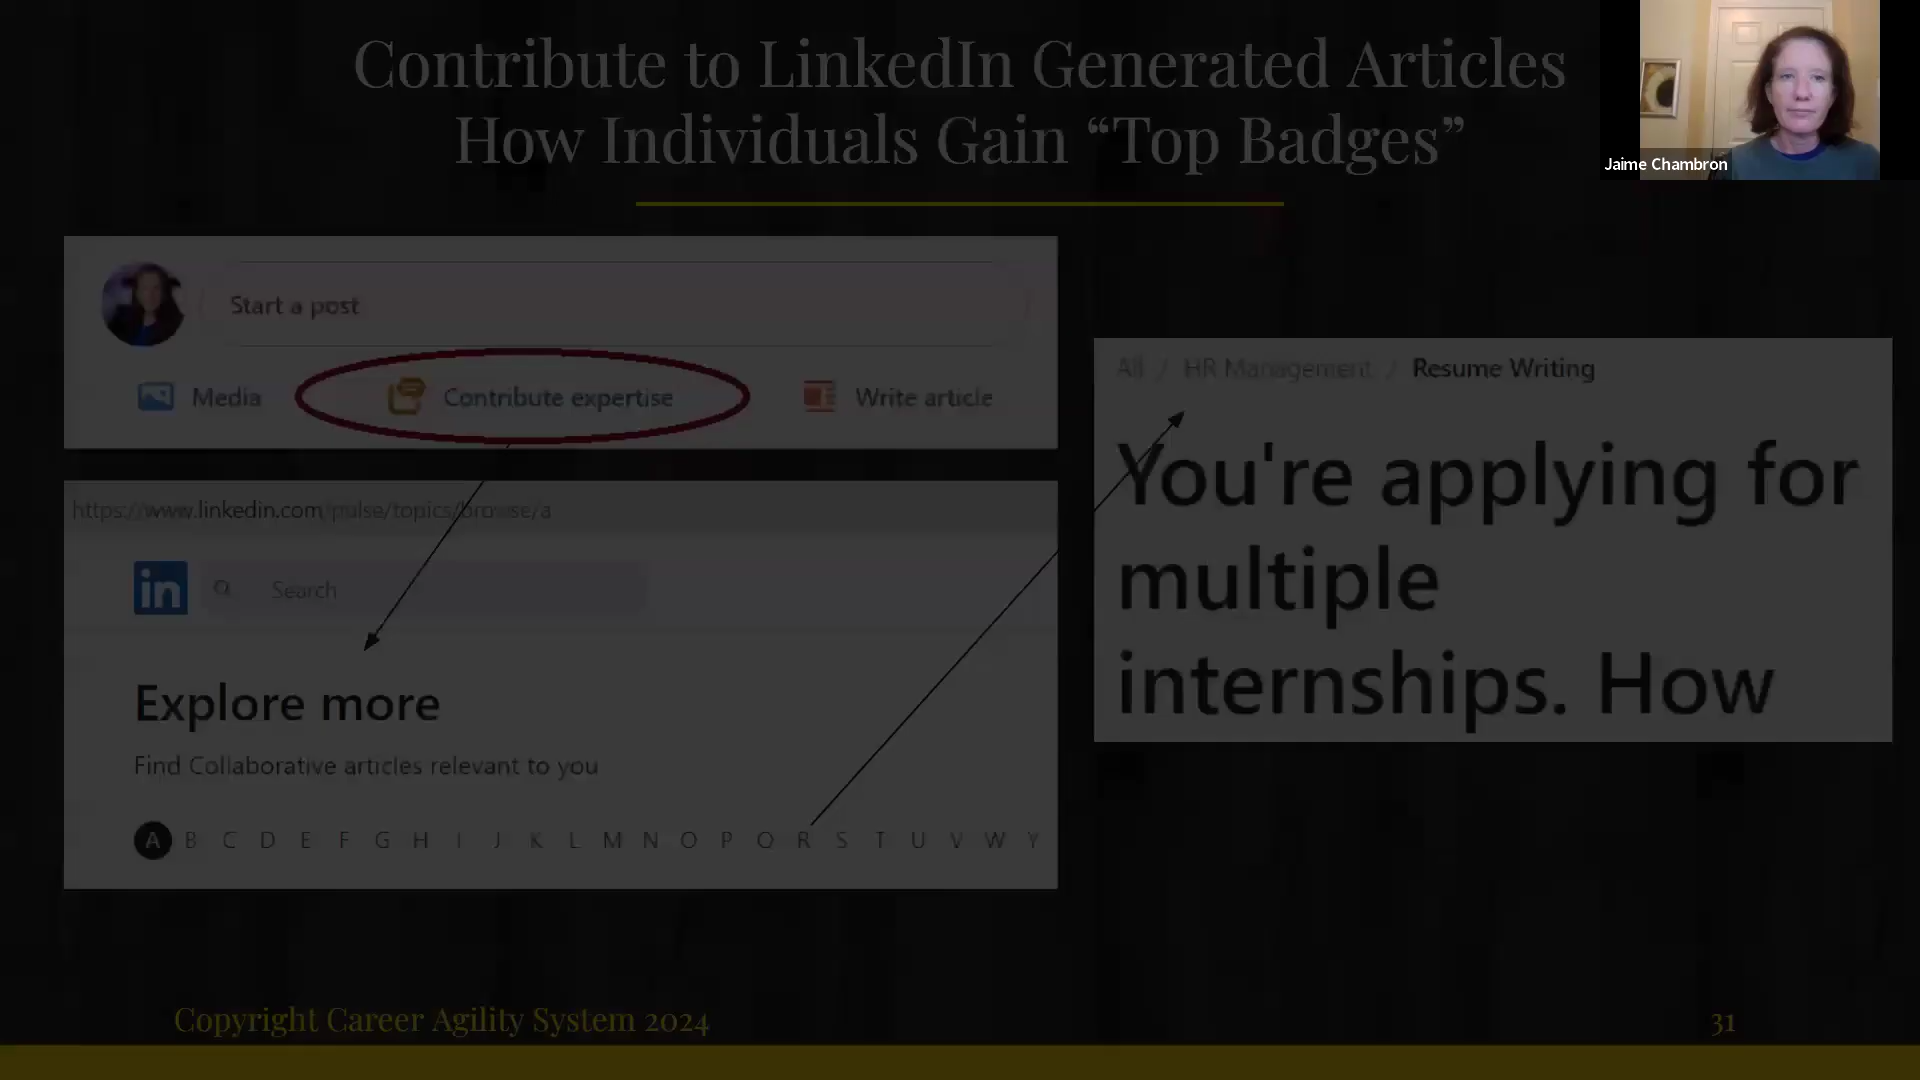 Contribute to LinkedIn Generated Articles
How Individuals Gain “Top Badges”
Jaime Chambron
Start a post
Media
Contribute expertise
Write article
https://www.linkedin.com/pulse/topics/browse/a
in
Search
Explore more
Find Collaborative articles relevant to you
A B C D E F G H I J K L M N O P Q R S T U V W Y
All / HR Management / Resume Writing
You're applying for
multiple
internships. How
Copyright Career Agility System 2024
31